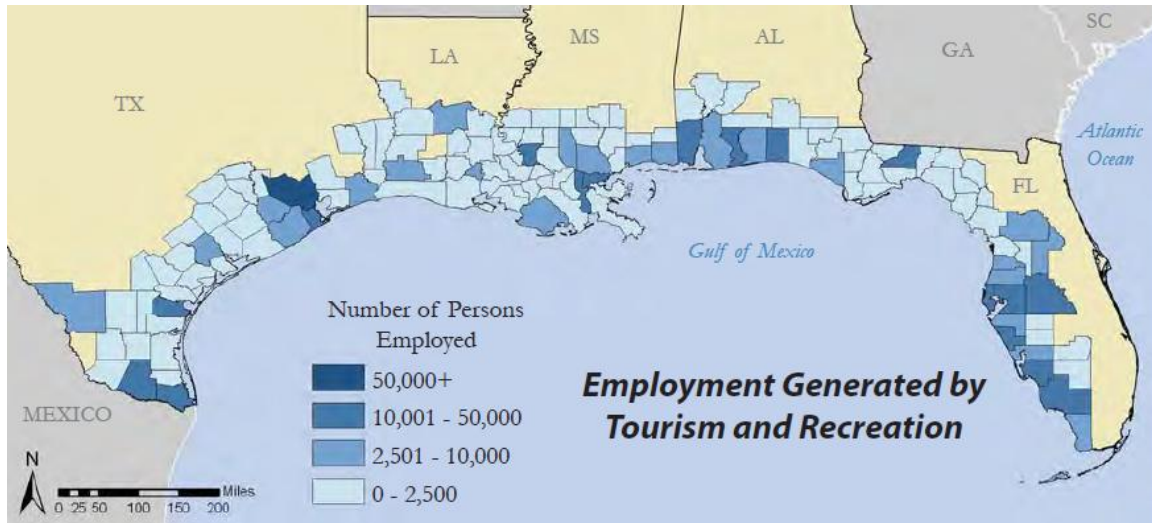 SC
MS
AL
GA
LA
TX
Atlantic
Ocean
FL
Gulf of Mexico
Number of Persons
Employed
50,000+
10,001 - 50,000
2,501 - 10,000
0 - 2,500
Employment Generated by
Tourism and Recreation
MEXICO
N
Miles
0 25 50 100 150 200